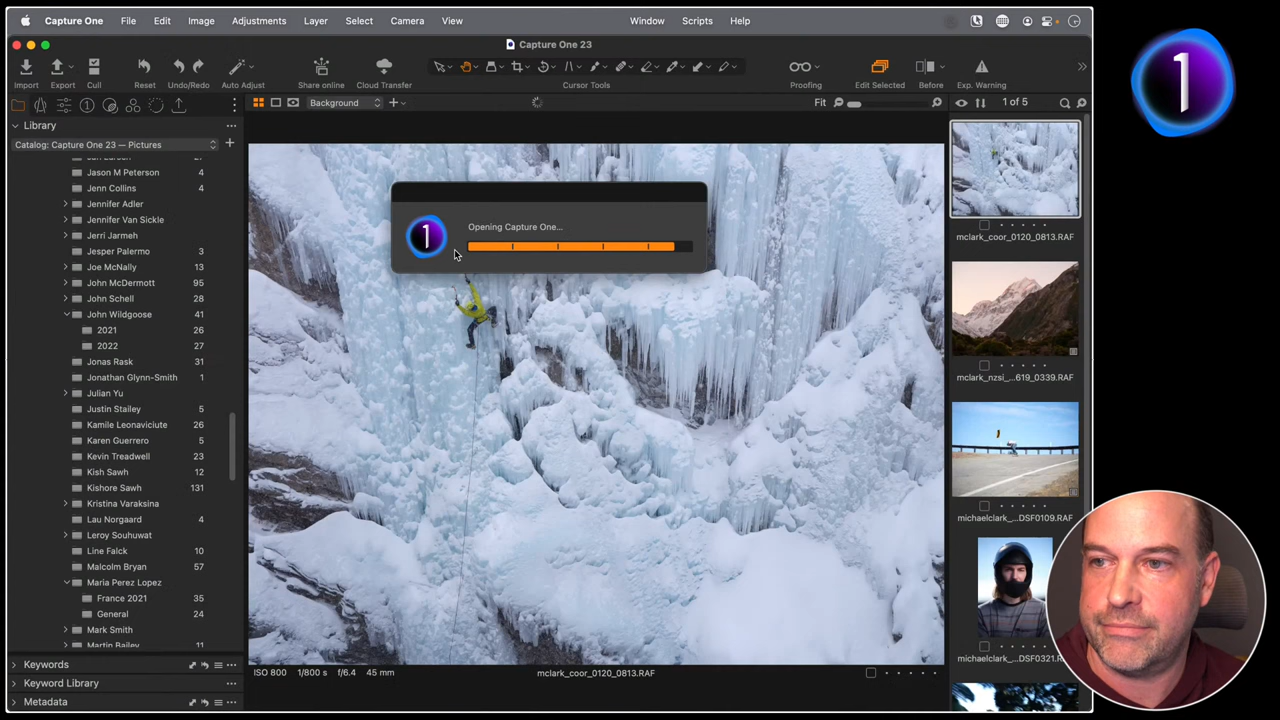 Capture One File Edit Image Adjustments Layer Select Camera View Window Scripts Help
Capture One 23
Import Export Cull Reset Undo/Redo Auto Adjust Share online Cloud Transfer Cursor Tools Proofing Edit Selected Before Exp. Warning
Background Fit 1 of 5
Library
Catalog: Capture One 23 — Pictures
Jason M Peterson 4
Jenn Collins 4
Jennifer Adler
Jennifer Van Sickle
Jerri Jarmeh
Jesper Palermo 3
Joe McNally 13
John McDermott 95
John Schell 28
John Wildgoose 41
2021 26
2022 27
Jonas Rask 31
Jonathan Glynn-Smith 1
Julian Yu
Justin Stailey 5
Kamile Leonaviciute 26
Karen Guerrero 5
Kevin Treadwell 23
Kish Sawh 12
Kishore Sawh 131
Kristina Varaksina
Lau Norgaard 4
Leroy Souhuwat
Line Falck 10
Malcolm Bryan 57
Maria Perez Lopez
France 2021 35
General 24
Mark Smith
Martin Bailey 11
Keywords
Keyword Library
Metadata
Opening Capture One...
1
ISO 800 1/800 s f/6.4 45 mm
mclark_coor_0120_0813.RAF
mclark_coor_0120_0813.RAF
mclark_nzsi_...619_0339.RAF
michaelclark_...DSF0109.RAF
michaelclark_...DSF0321.RAF
1